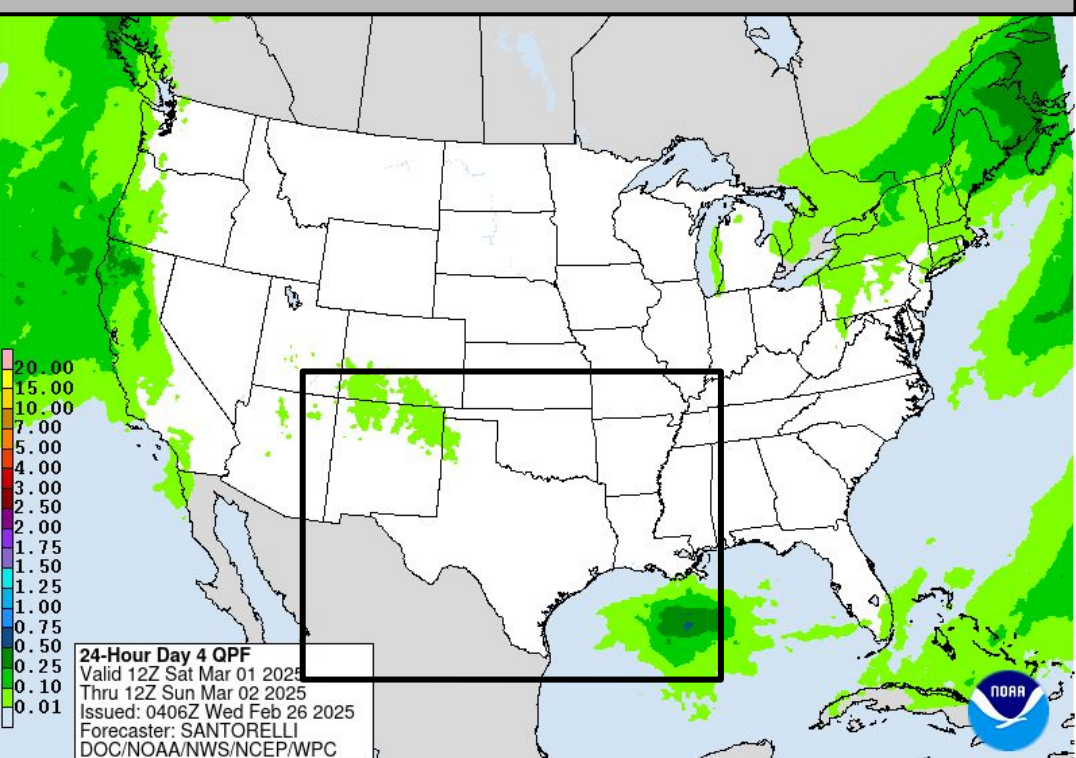 20.00
15.00
10.00
7.00
5.00
4.00
3.00
2.50
2.00
1.75
1.50
1.25
1.00
0.75
0.50
0.25
0.10
0.01
24-Hour Day 4 QPF
Valid 12Z Sat Mar 01 2025
Thru 12Z Sun Mar 02 2025
Issued: 0406Z Wed Feb 26 2025
Forecaster: SANTORELLI
DOC/NOAA/NWS/NCEP/WPC
NOAA